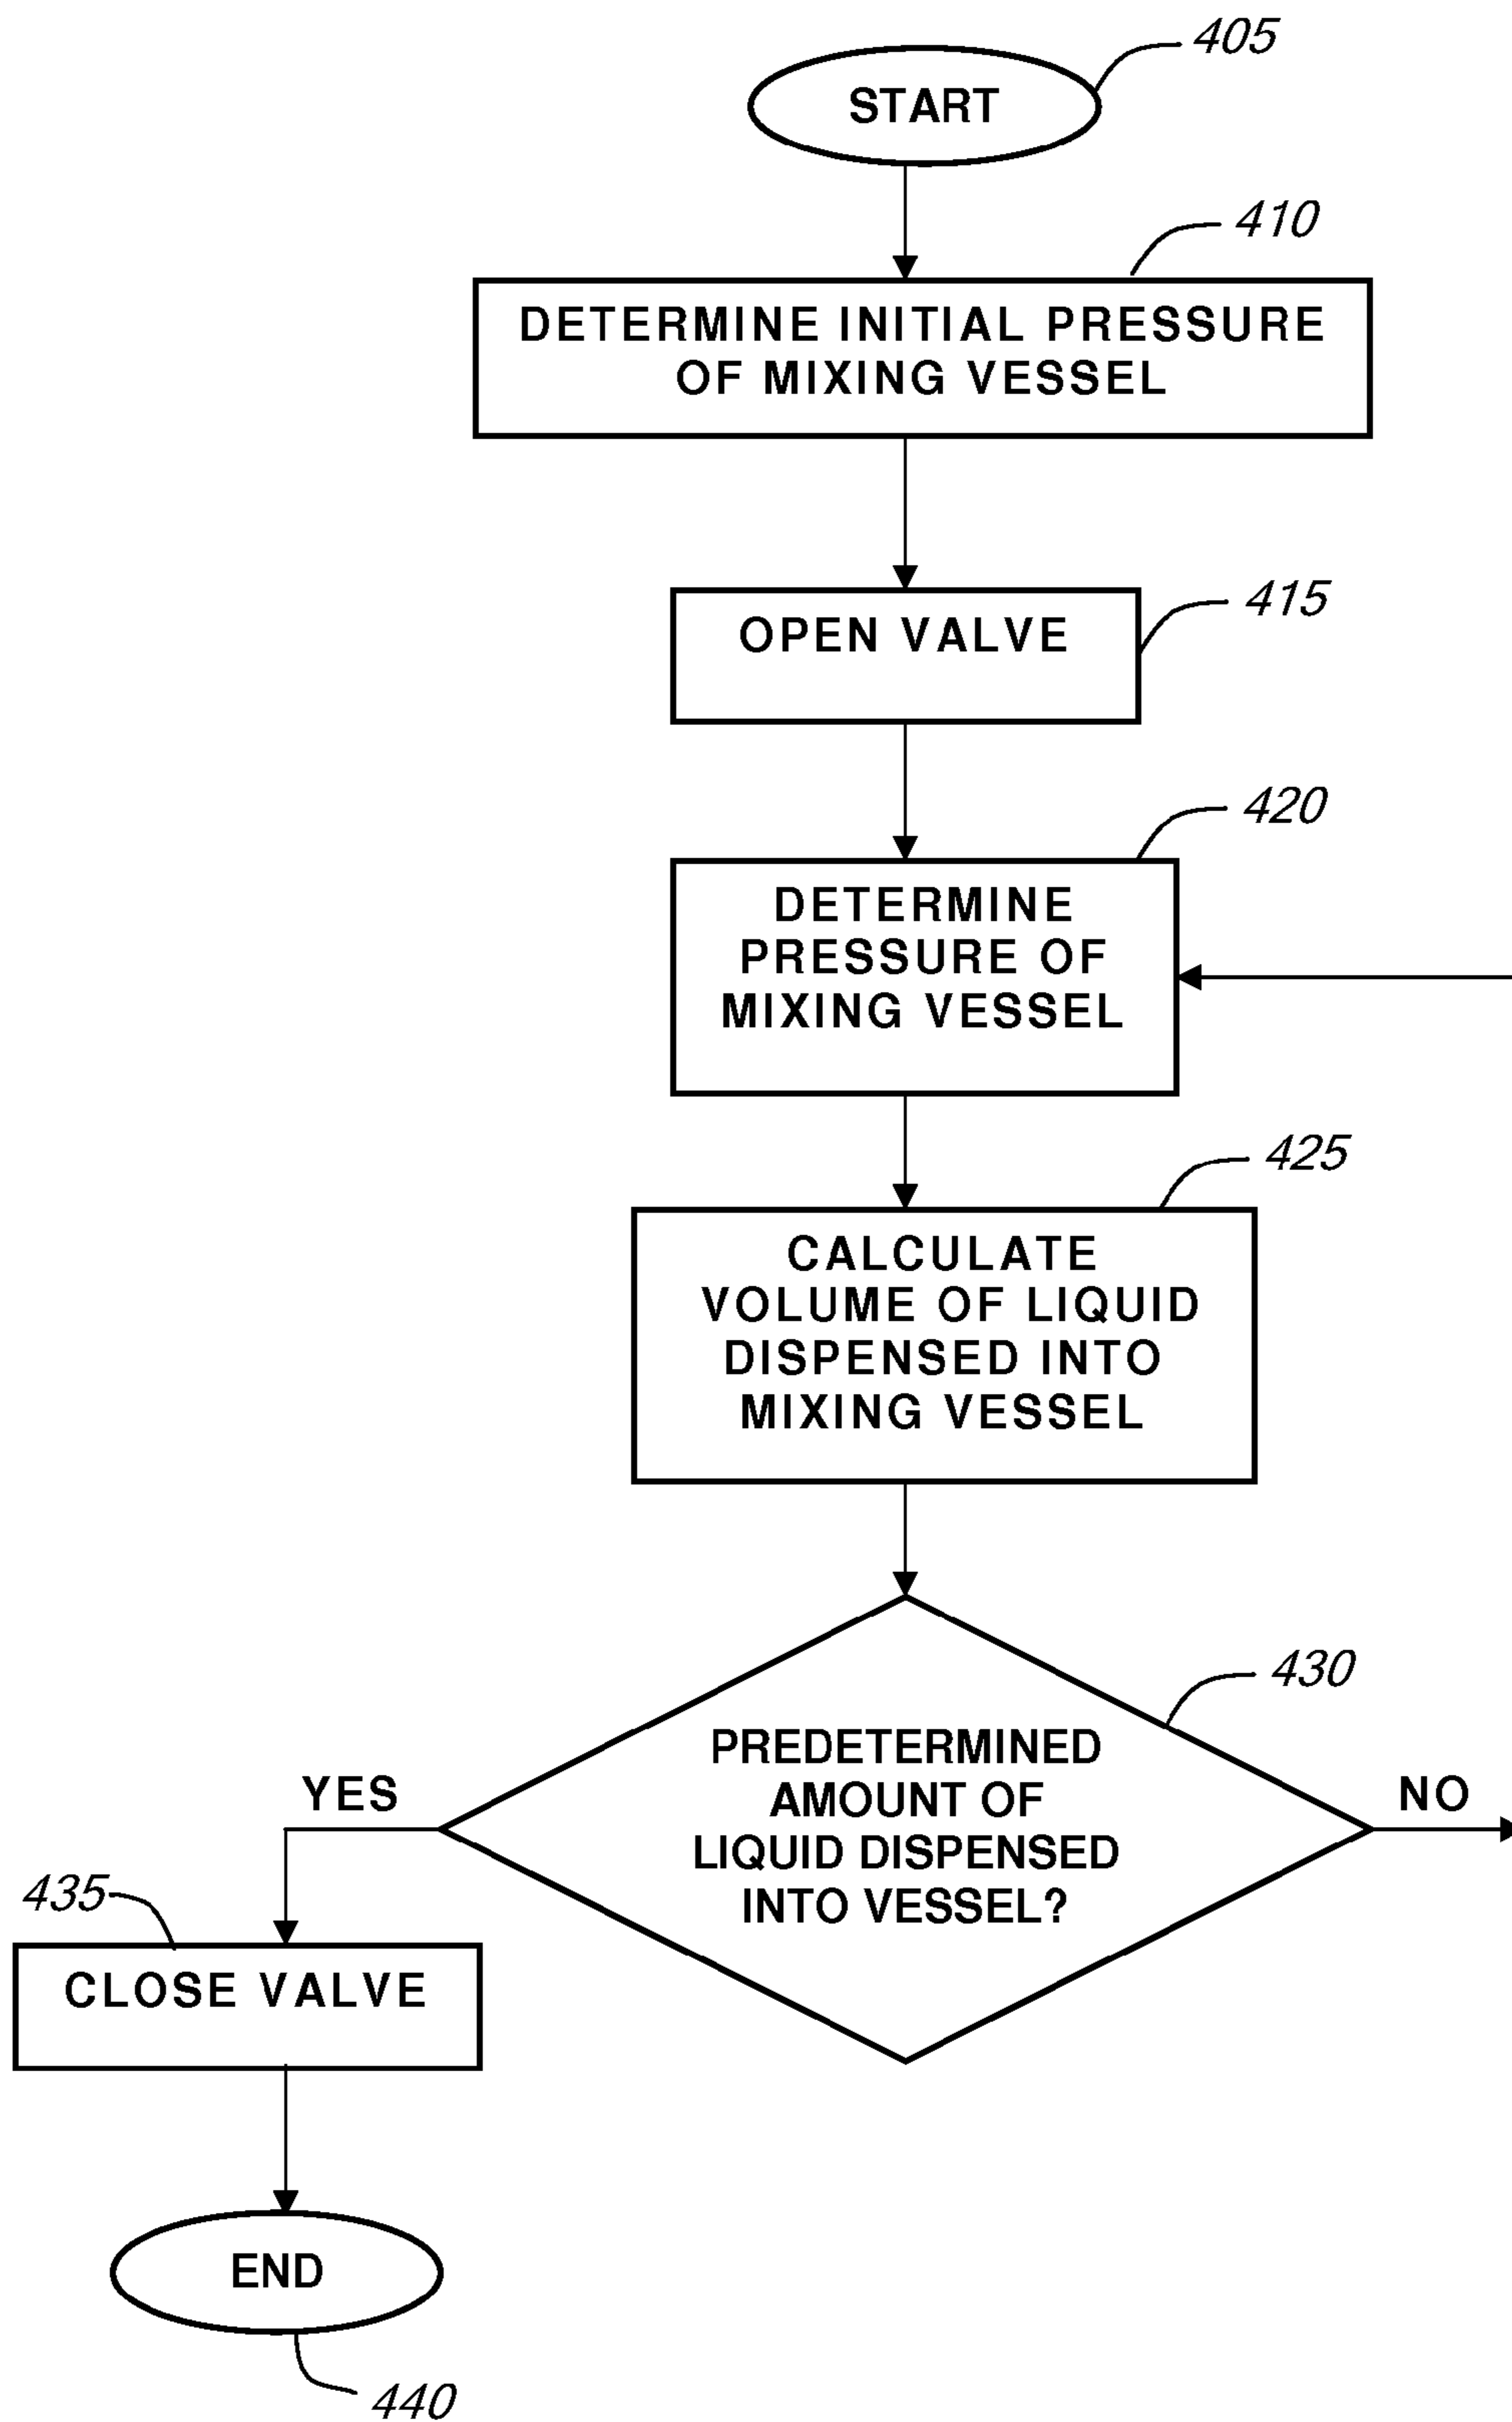 405
START
410
DETERMINE INITIAL PRESSURE
OF MIXING VESSEL
415
OPEN VALVE
420
DETERMINE
PRESSURE OF
MIXING VESSEL
425
CALCULATE
VOLUME OF LIQUID
DISPENSED INTO
MIXING VESSEL
430
PREDETERMINED
AMOUNT OF
LIQUID DISPENSED
INTO VESSEL?
YES
NO
435
CLOSE VALVE
END
440